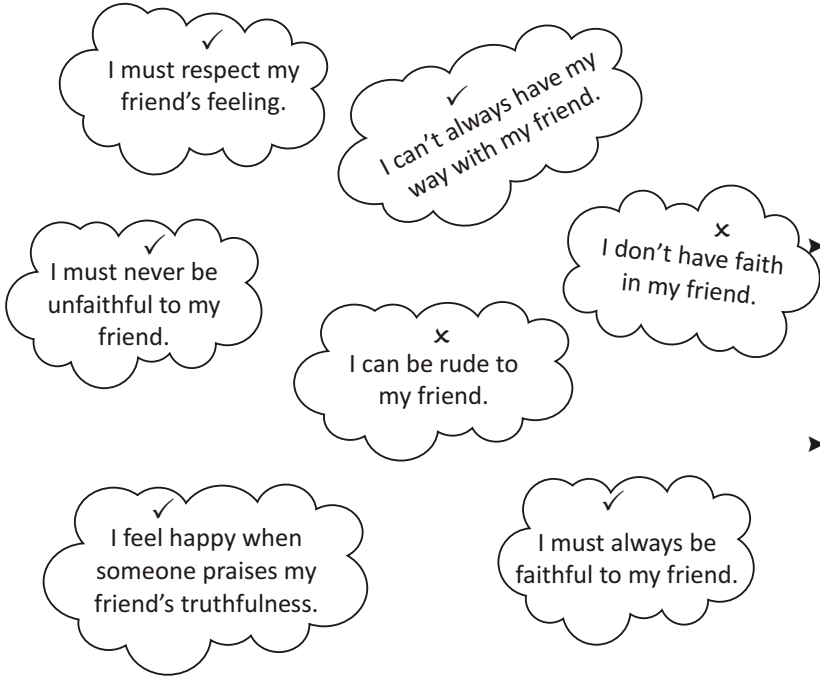 ✓
I must respect my
friend’s feeling.
✓
I can’t always have my
way with my friend.
✓
I must never be
unfaithful to my
friend.
x
I don’t have faith
in my friend.
x
I can be rude to
my friend.
✓
I feel happy when
someone praises my
friend’s truthfulness.
✓
I must always be
faithful to my friend.